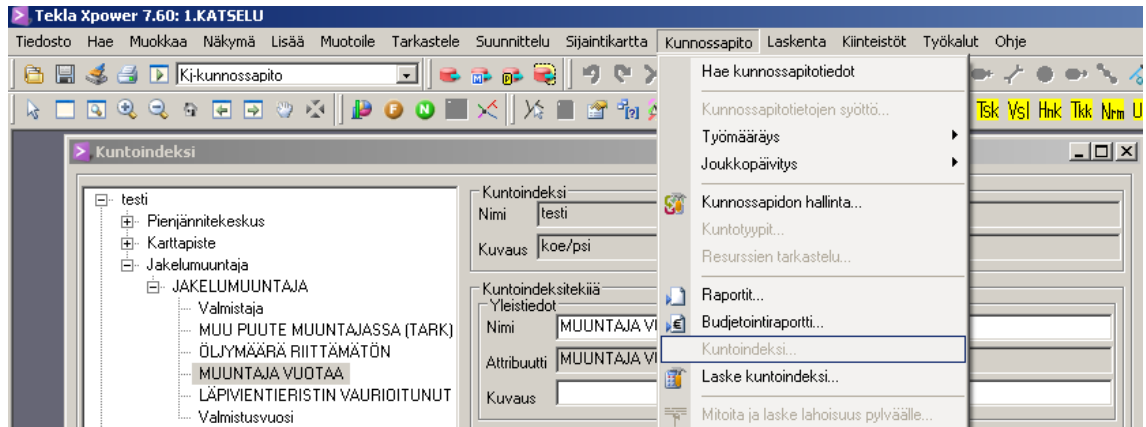 Tekla Xpower 7.60: 1.KATSELU
Tiedosto Hae Muokkaa Näkymä Lisää Muotoile Tarkastele Suunnittelu Sijaintikartta Kunnossapito Laskenta Kiinteistöt Työkalut Ohje
Kj-kunnossapito
Tsk Vsl Hnk Tkk Nrm U
Kuntoindeksi
testi
Pienjännitekeskus
Karttapiste
Jakelumuuntaja
JAKELUMUUNTAJA
Valmistaja
MUU PUUTE MUUNTAJASSA (TARK)
ÖLJYMÄÄRÄ RIITTÄMÄTÖN
MUUNTAJA VUOTAA
LÄPIVIENTIERISTIN VAURIOITUNUT
Valmistusvuosi
Kuntoindeksi
Nimi testi
Kuvaus koe/psi
Kuntoindeksitekijä
Yleistiedot
Nimi MUUNTAJA VU
Attribuutti MUUNTAJA VU
Kuvaus
Hae kunnossapitotiedot
Kunnossapitotietojen syöttö...
Työmääräys
Joukkopäivitys
Kunnossapidon hallinta...
Kuntotyypit...
Resurssien tarkastelu...
Raportit...
Budjetointiraportti...
Kuntoindeksi...
Laske kuntoindeksi...
Mitoita ja laske lahoisuus pylväälle...